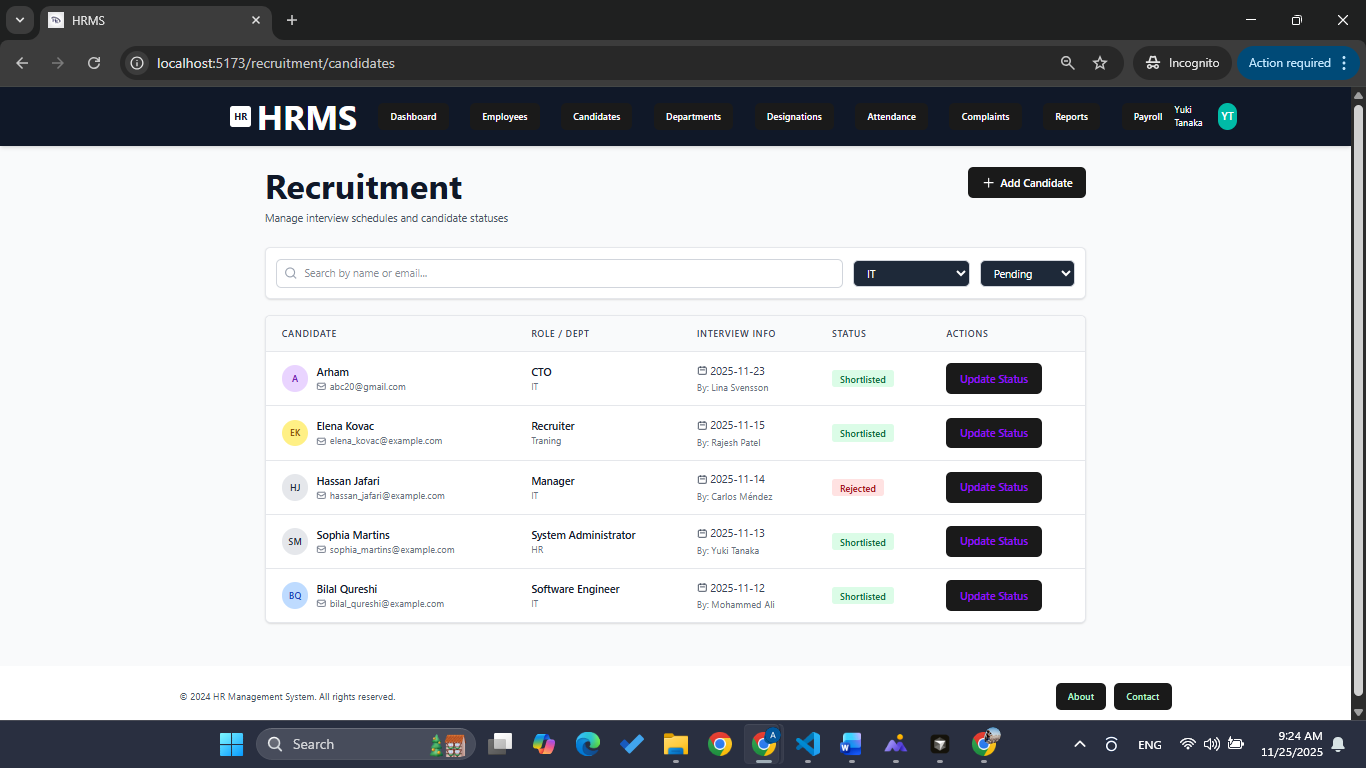 HRMS
localhost:5173/recruitment/candidates
Incognito
Action required
HR HRMS Dashboard Employees Candidates Departments Designations Attendance Complaints Reports Payroll Yuki Tanaka YT
Recruitment
Add Candidate
Manage interview schedules and candidate statuses
Search by name or email...
IT
Pending
CANDIDATE ROLE / DEPT INTERVIEW INFO STATUS ACTIONS
A Arham CTO 2025-11-23 Shortlisted Update Status
abc20@gmail.com IT By: Lina Svensson
EK Elena Kovac Recruiter 2025-11-15 Shortlisted Update Status
elena_kovac@example.com Traning By: Rajesh Patel
HJ Hassan Jafari Manager 2025-11-14 Rejected Update Status
hassan_jafari@example.com IT By: Carlos Méndez
SM Sophia Martins System Administrator 2025-11-13 Shortlisted Update Status
sophia_martins@example.com HR By: Yuki Tanaka
BQ Bilal Qureshi Software Engineer 2025-11-12 Shortlisted Update Status
bilal_qureshi@example.com IT By: Mohammed Ali
© 2024 HR Management System. All rights reserved.
About
Contact
Search
ENG
9:24 AM
11/25/2025